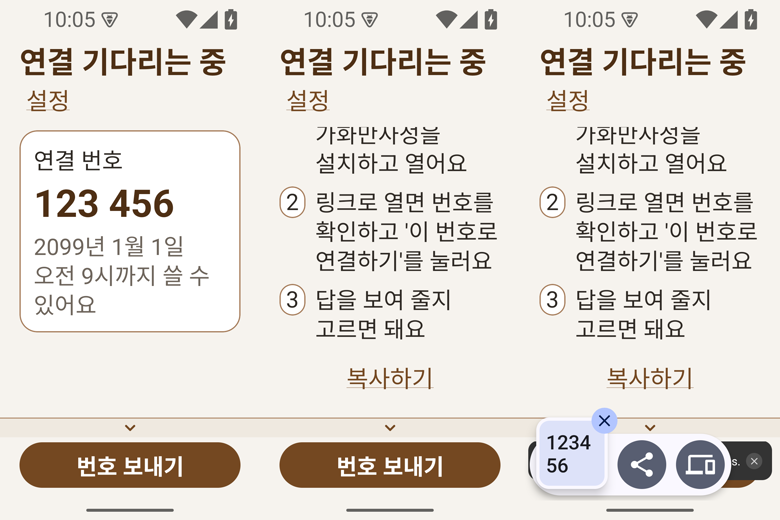 10:05
연결 기다리는 중
설정
연결 번호
123 456
2099년 1월 1일
오전 9시까지 쓸 수
있어요
번호 보내기
10:05
연결 기다리는 중
설정
가화만사성을
설치하고 열어요
2 링크로 열면 번호를
확인하고 '이 번호로
연결하기'를 눌러요
3 답을 보여 줄지
고르면 돼요
복사하기
번호 보내기
10:05
연결 기다리는 중
설정
가화만사성을
설치하고 열어요
2 링크로 열면 번호를
확인하고 '이 번호로
연결하기'를 눌러요
3 답을 보여 줄지
고르면 돼요
복사하기
1234
56
s.